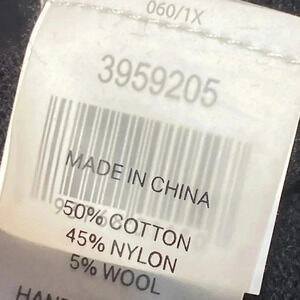 060/1X
3959205
MADE IN CHINA
50% COTTON
45% NYLON
5% WOOL